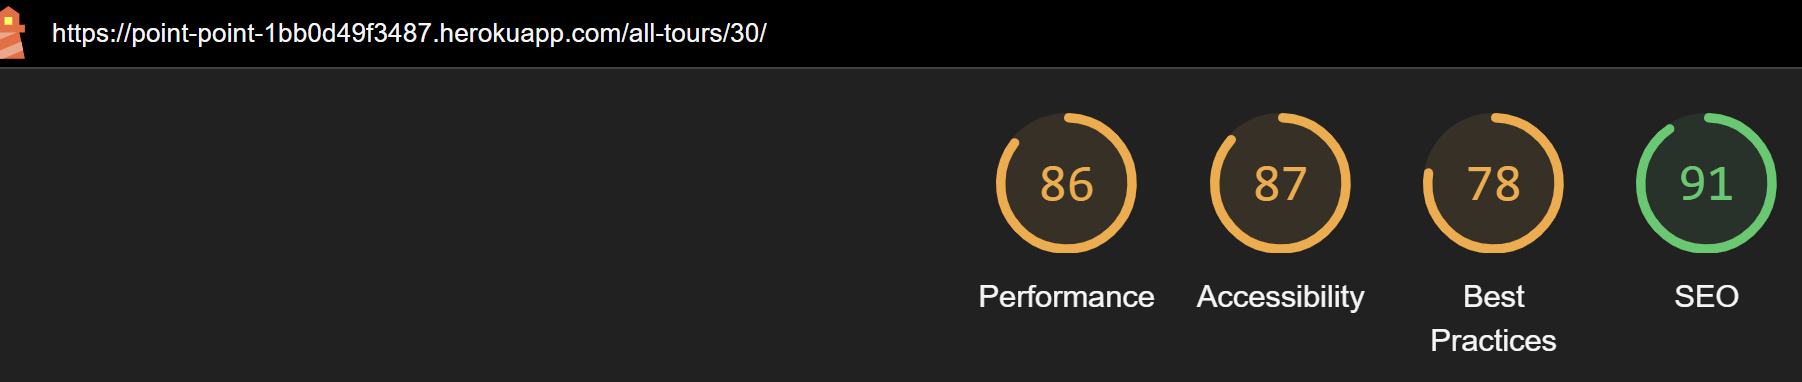 https://point-point-1bb0d49f3487.herokuapp.com/all-tours/30/
86 87 78 91
Performance Accessibility Best Practices SEO